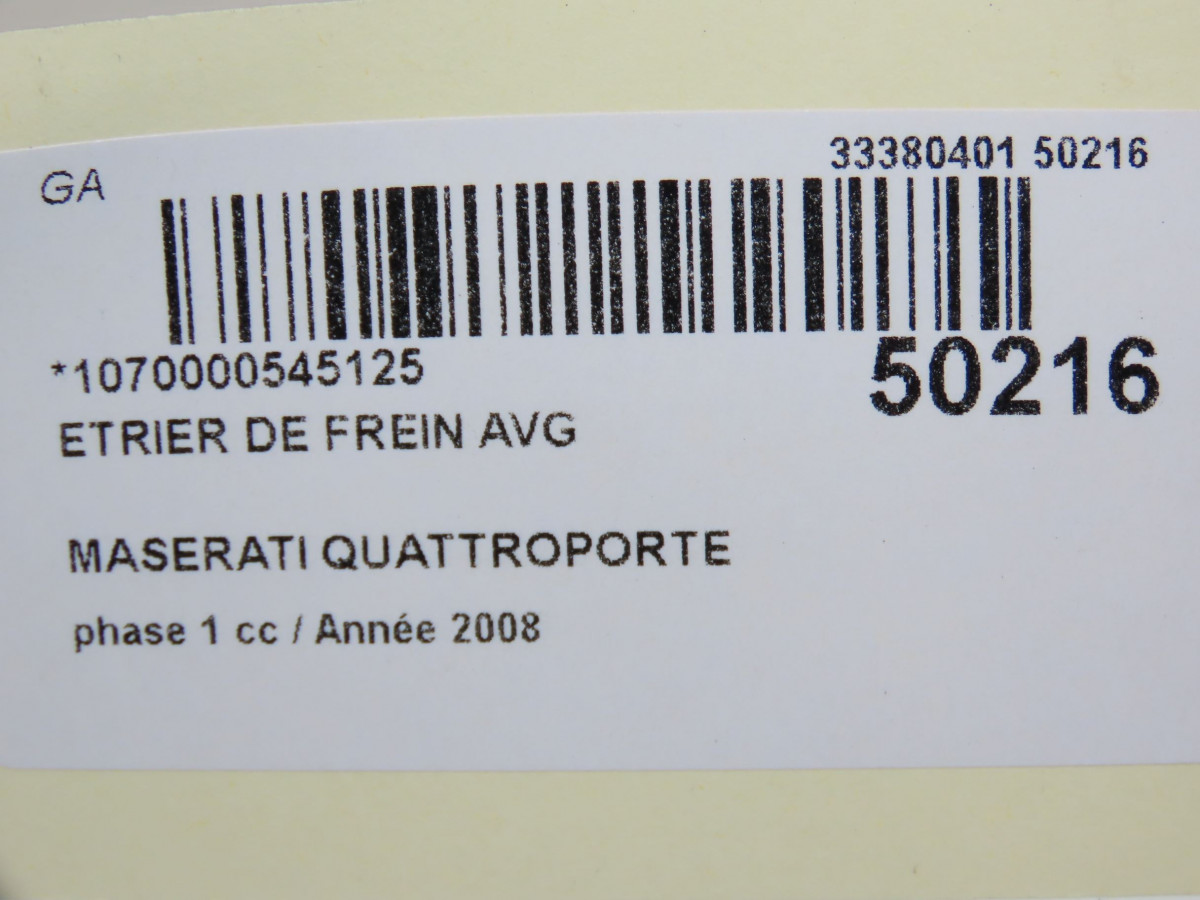 33380401 50216
GA
*1070000545125
50216
ETRIER DE FREIN AVG
MASERATI QUATTROPORTE
phase 1 cc / Année 2008